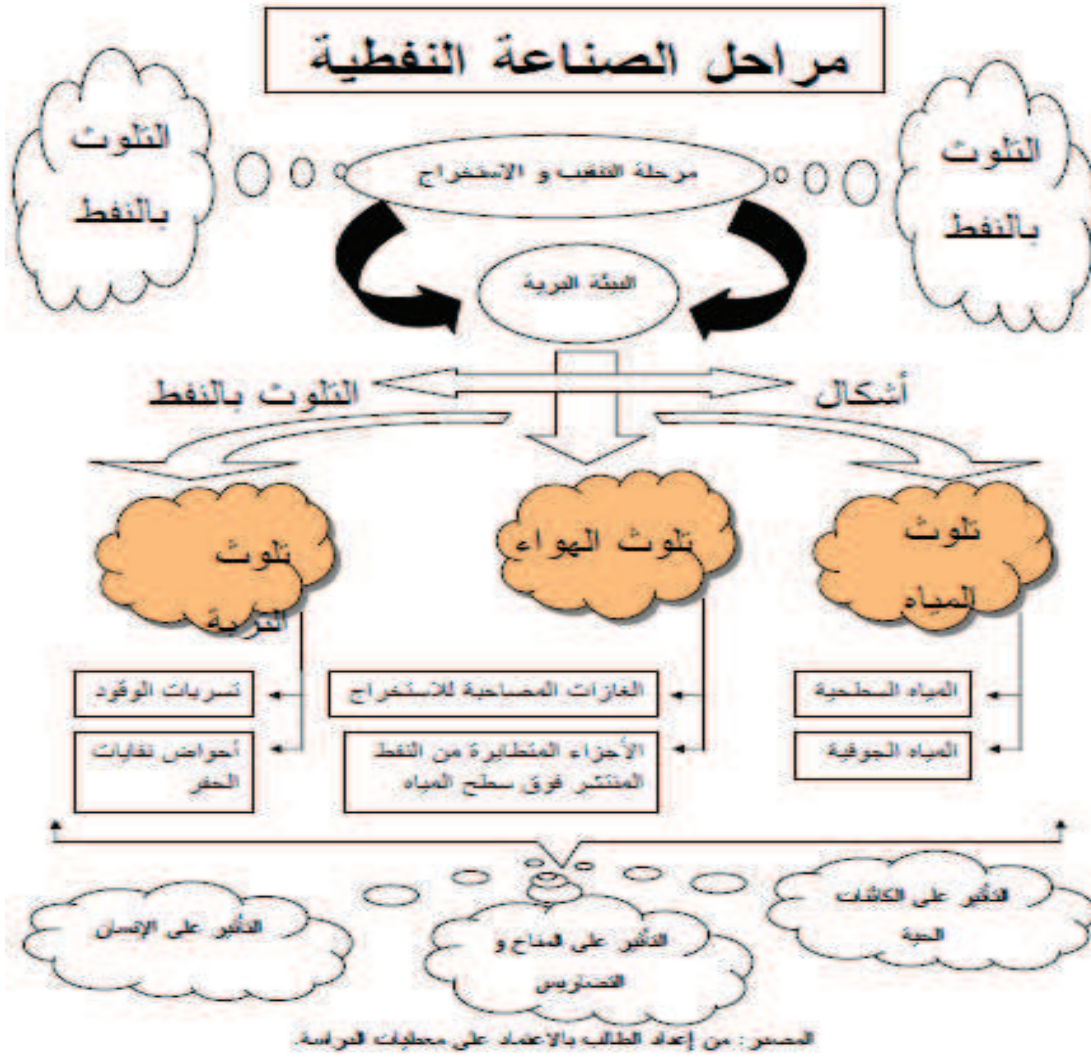 مراحل الصناعة النفطية
التلوث
بالنفط
مرحلة التنقيب و الاستخراج
التلوث
بالنفط
البيئة البرية
أشكال
التلوث بالنفط
تلوث
المياه
تلوث الهواء
تلوث
التربة
المياه السطحية
الغازات المصاحبة للاستخراج
تسربات الوقود
المياه الجوفية
الأجزاء المتطايرة من النفط
المنتشر فوق سطح المياه
أحواض نفايات
الحفر
التأثير على الكائنات
الحية
التأثير على المناخ و
التضاريس
التأثير على الإنسان
المصدر: من إعداد الطالب بالاعتماد على معطيات الدراسة.